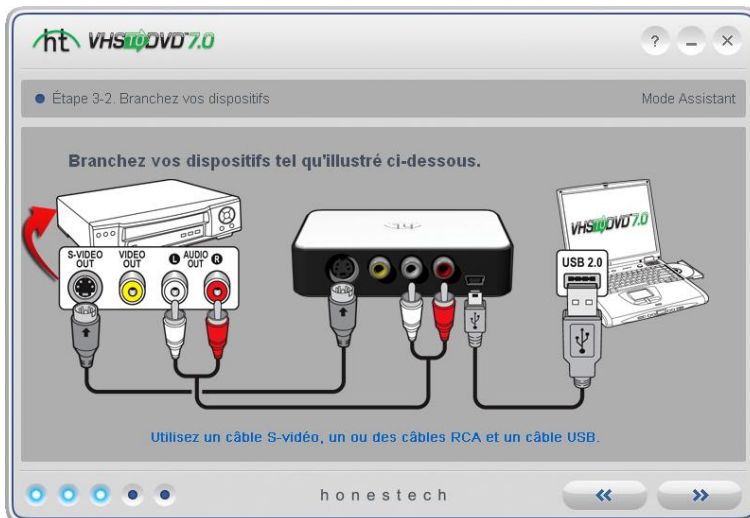 ht VHS TO DVD 7.0
?
Étape 3-2. Branchez vos dispositifs Mode Assistant
Branchez vos dispositifs tel qu'illustré ci-dessous.
S-VIDEO OUT VIDEO OUT L AUDIO OUT R
ht
USB 2.0
VHS TO DVD 7.0
Utilisez un câble S-vidéo, un ou des câbles RCA et un câble USB.
honestech